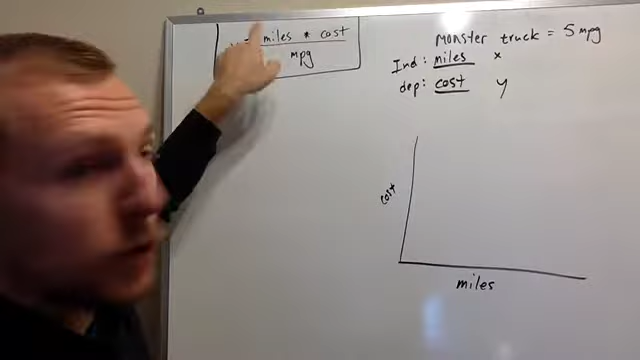 miles * cost
mpg
Monster truck = 5 mpg
Ind: miles x
dep: cost y
cost
miles